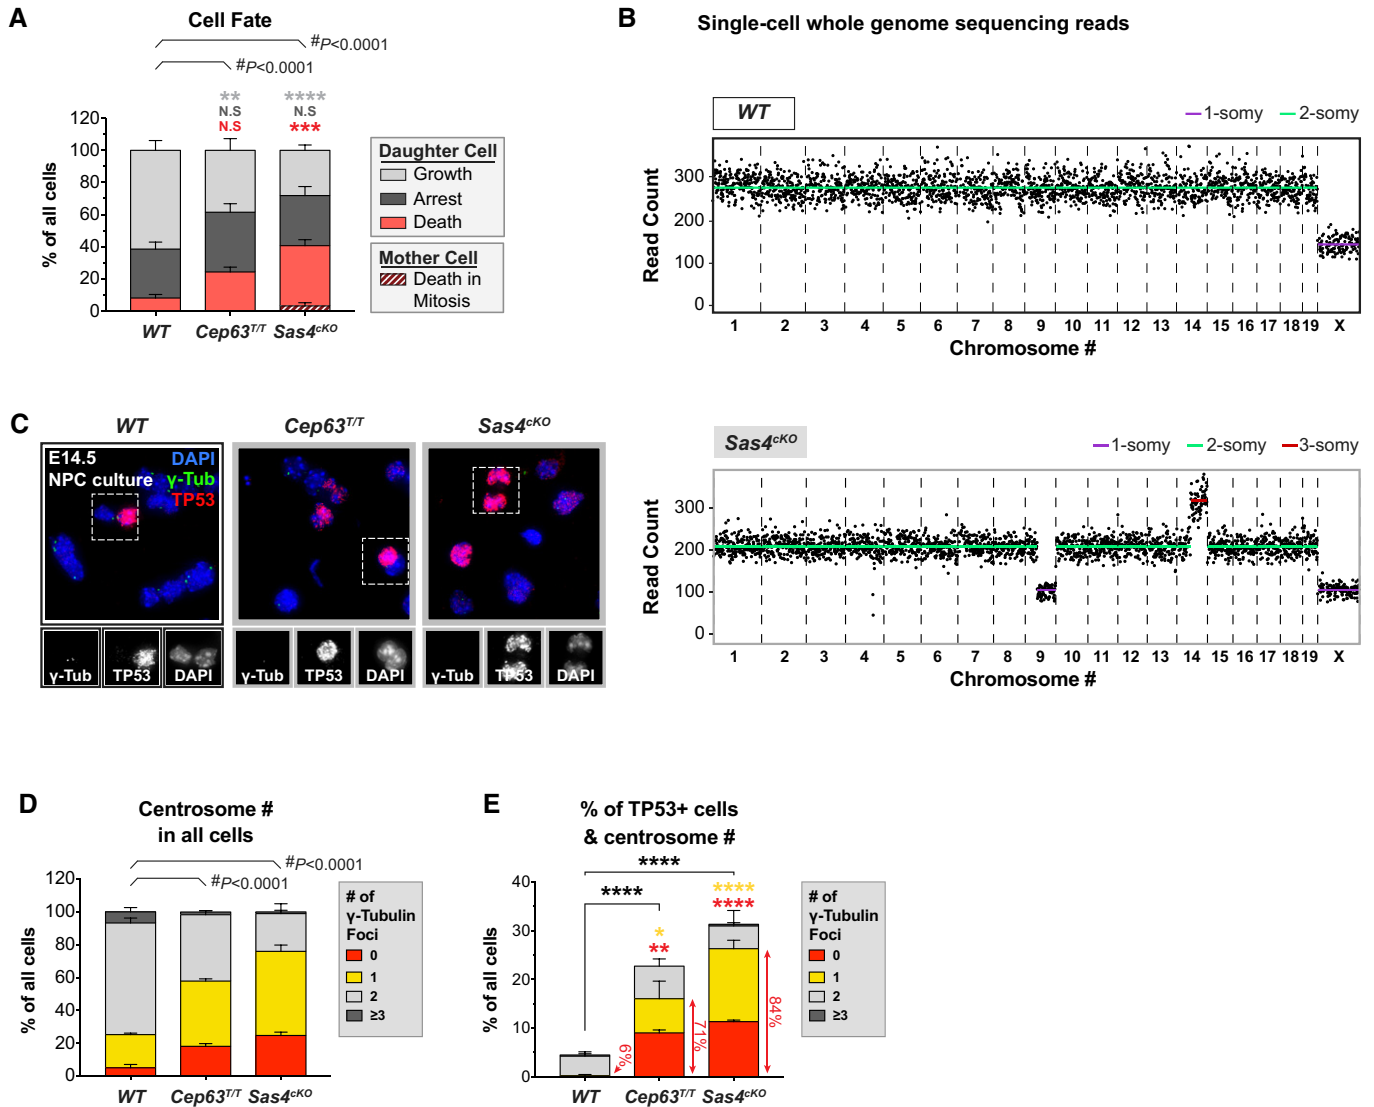 A
Cell Fate
#P<0.0001
#P<0.0001
** ****
N.S N.S
N.S ***
120
100
80
60
40
20
0
% of all cells
WT Cep63T/T Sas4cKO
Daughter Cell
Growth
Arrest
Death
Mother Cell
Death in
Mitosis
B
Single-cell whole genome sequencing reads
WT
1-somy 2-somy
300
200
100
0
Read Count
1 2 3 4 5 6 7 8 9 10 11 12 13 14 15 16 17 18 19 X
Chromosome #
Sas4cKO
1-somy 2-somy 3-somy
300
200
100
0
Read Count
1 2 3 4 5 6 7 8 9 10 11 12 13 14 15 16 17 18 19 X
Chromosome #
C
WT Cep63T/T Sas4cKO
E14.5
NPC culture
DAPI
γ-Tub
TP53
γ-Tub TP53 DAPI
γ-Tub TP53 DAPI
γ-Tub TP53 DAPI
D
Centrosome #
in all cells
#P<0.0001
#P<0.0001
120
100
80
60
40
20
0
% of all cells
WT Cep63T/T Sas4cKO
# of
γ-Tubulin
Foci
0
1
2
≥3
E
% of TP53+ cells
& centrosome #
****
****
****
****
*
**
40
30
20
10
0
% of all cells
6%
71%
84%
WT Cep63T/T Sas4cKO
# of
γ-Tubulin
Foci
0
1
2
≥3